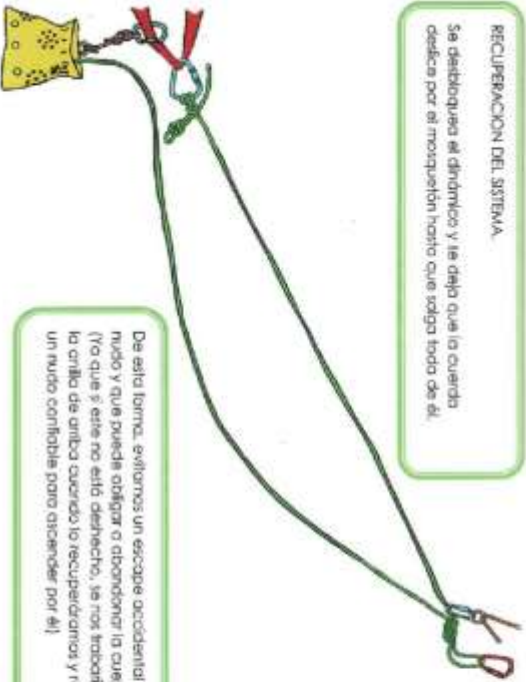 RECUPERACION DEL SISTEMA.
Se desbloquea el dinámico y se deja que la cuerda
deslice por el mosquetón hasta que salga toda de él.
De esta forma, evitamos un escape accidental
nudo y que puede obligar a abandonar la cue
(Ya que si este no está deshecho, se nos trabar
la anilla de arriba cuando lo recuperáramos y n
un nudo confiable para ascender por él)